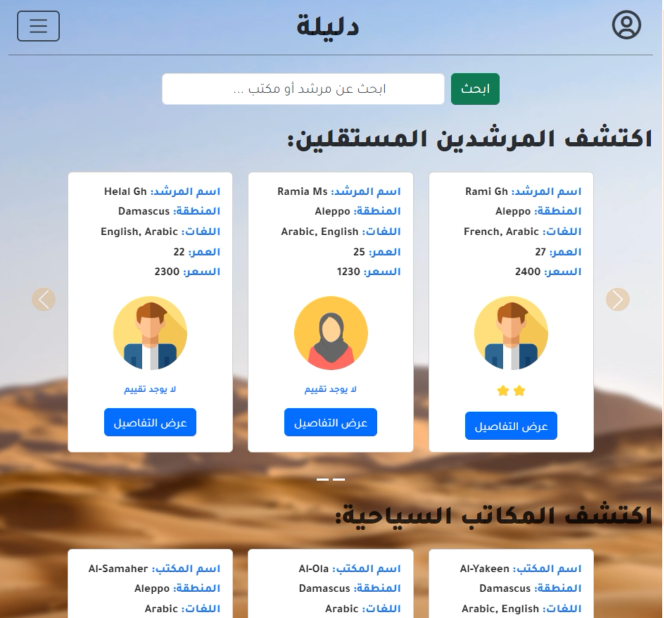 دليلة
ابحث
ابحث عن مرشد أو مكتب ...
اكتشف المرشدين المستقلين:
اسم المرشد: Rami Gh
المنطقة: Aleppo
اللغات: French, Arabic
العمر: 27
السعر: 2400
عرض التفاصيل
اسم المرشد: Ramia Ms
المنطقة: Aleppo
اللغات: Arabic, English
العمر: 25
السعر: 1230
لا يوجد تقييم
عرض التفاصيل
اسم المرشد: Helal Gh
المنطقة: Damascus
اللغات: English, Arabic
العمر: 22
السعر: 2300
لا يوجد تقييم
عرض التفاصيل
اكتشف المكاتب السياحية:
اسم المكتب: Al-Yakeen
المنطقة: Damascus
اللغات: Arabic, English
اسم المكتب: Al-Ola
المنطقة: Damascus
اللغات: Arabic
اسم المكتب: Al-Samaher
المنطقة: Aleppo
اللغات: Arabic